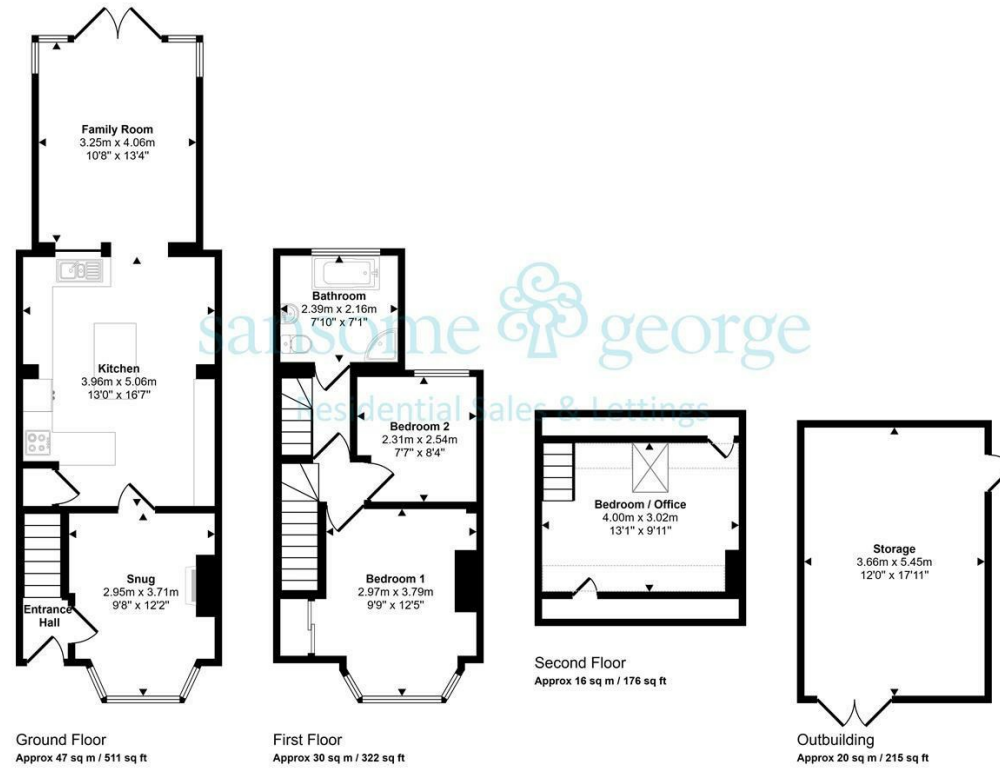 Family Room
3.25m x 4.06m
10'8" x 13'4"
Kitchen
3.96m x 5.06m
13'0" x 16'7"
Snug
2.95m x 3.71m
9'8" x 12'2"
Entrance
Hall
Ground Floor
Approx 47 sq m / 511 sq ft
Bathroom
2.39m x 2.16m
7'10" x 7'1"
Bedroom 2
2.31m x 2.54m
7'7" x 8'4"
Bedroom 1
2.97m x 3.79m
9'9" x 12'5"
First Floor
Approx 30 sq m / 322 sq ft
Bedroom / Office
4.00m x 3.02m
13'1" x 9'11"
Second Floor
Approx 16 sq m / 176 sq ft
Storage
3.66m x 5.45m
12'0" x 17'11"
Outbuilding
Approx 20 sq m / 215 sq ft
sansome george
Residential Sales & Lettings